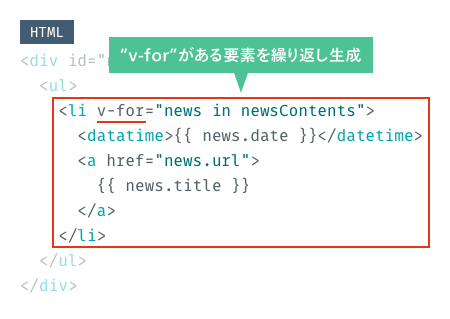 HTML
"v-for"がある要素を繰り返し生成
<div id="
<ul>
<li v-for="news in newsContents">
<datatime>{{ news.date }}</datetime>
<a href="news.url">
{{ news.title }}
</a>
</li>
</ul>
</div>